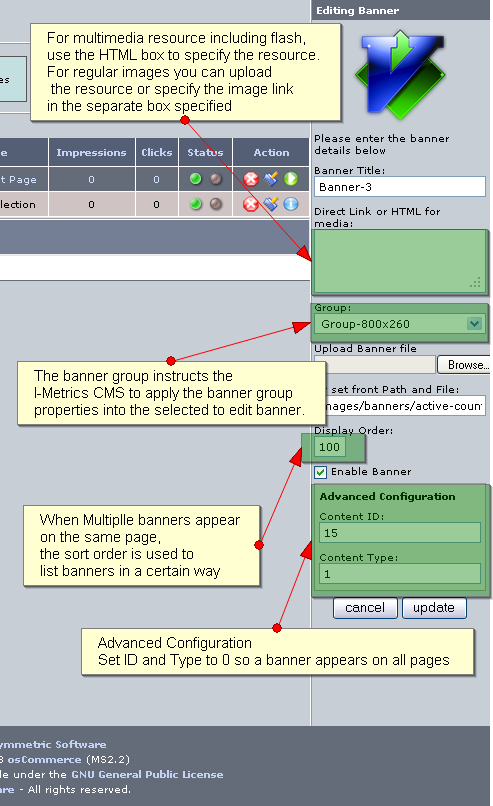 Editing Banner
For multimedia resource including flash,
use the HTML box to specify the resource.
For regular images you can upload
the resource or specify the image link
in the separate box specified
es
Please enter the banner
details below
e Impressions Clicks Status Action
t Page 0 0
lection 0 0
Banner Title:
Banner-3
Direct Link or HTML for
media:
Group:
Group-800x260
Upload Banner file
Browse...
The banner group instructs the
I-Metrics CMS to apply the banner group
properties into the selected to edit banner.
set front Path and File:
mages/banners/active-coun
Display Order:
100
Enable Banner
When Multiplle banners appear
on the same page,
the sort order is used to
list banners in a certain way
Advanced Configuration
Content ID:
15
Content Type:
1
cancel update
Advanced Configuration
Set ID and Type to 0 so a banner appears on all pages
ymmetric Software
osCommerce (MS2.2)
le under the GNU General Public License
are - All rights reserved.